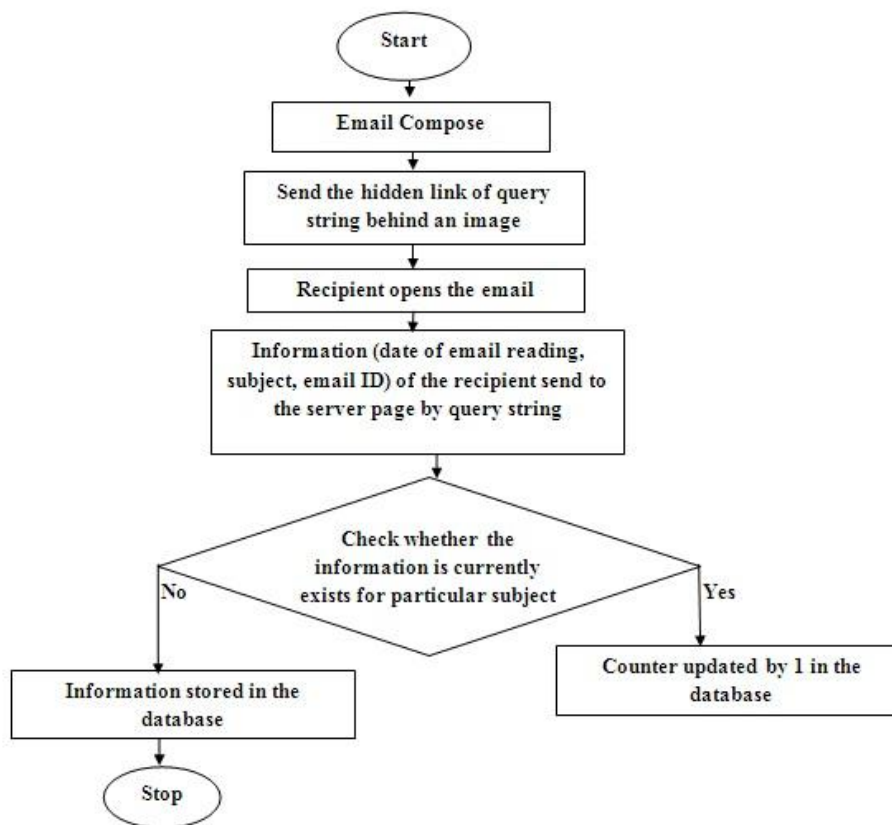 Start
Email Compose
Send the hidden link of query
string behind an image
Recipient opens the email
Information (date of email reading,
subject, email ID) of the recipient send to
the server page by query string
Check whether the
information is currently
exists for particular subject
No
Yes
Information stored in the
database
Counter updated by 1 in the
database
Stop